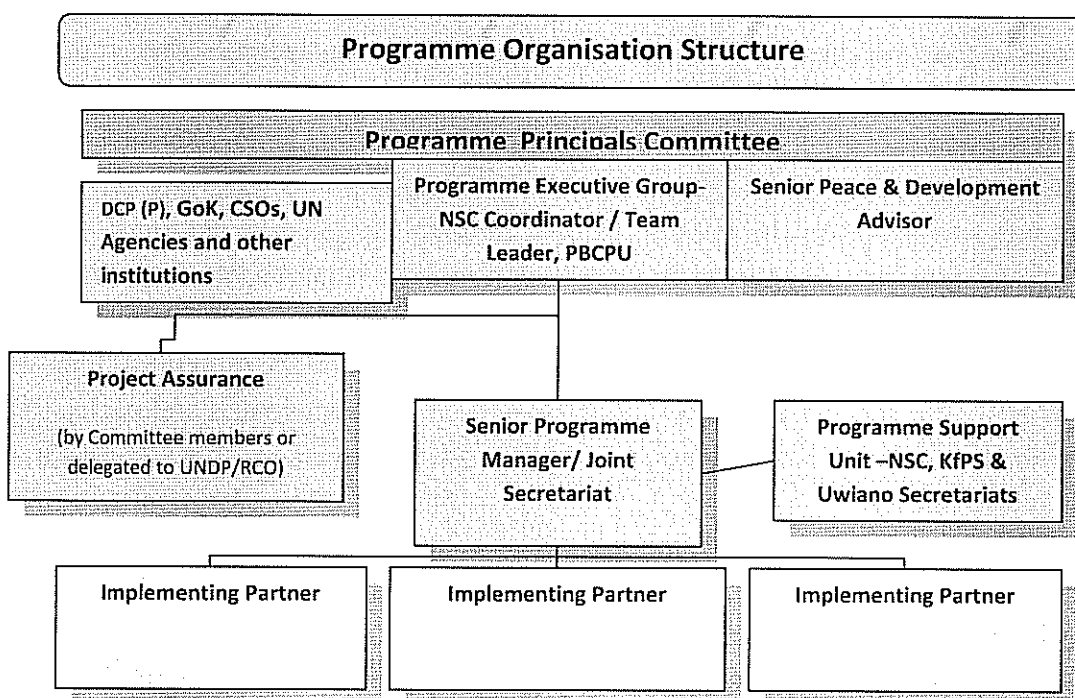 Programme Organisation Structure
Programme Principals Committee
DCP (P), GoK, CSOs, UN
Agencies and other
institutions
Programme Executive Group-
NSC Coordinator / Team
Leader, PBCPU
Senior Peace & Development
Advisor
Project Assurance
(by Committee members or
delegated to UNDP/RCO)
Senior Programme
Manager/ Joint
Secretariat
Programme Support
Unit –NSC, KfPS &
Uwiano Secretariats
Implementing Partner
Implementing Partner
Implementing Partner